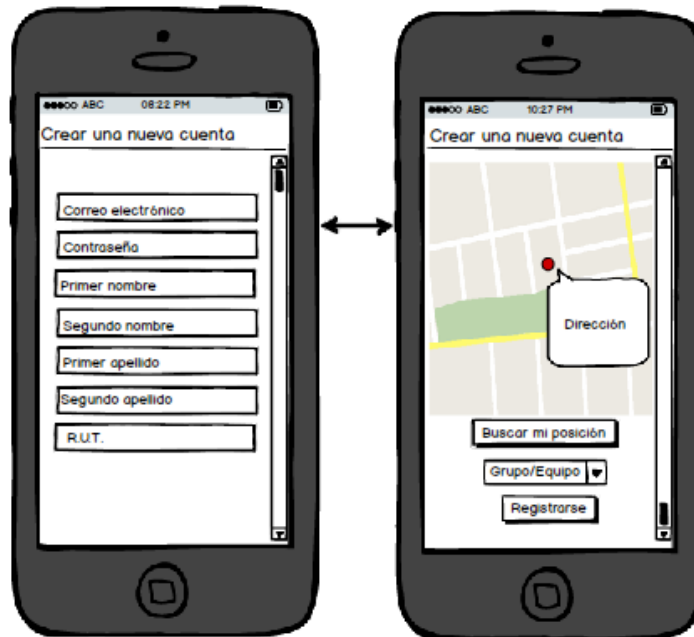 ABC 08:22 PM
Crear una nueva cuenta
Correo electrónico
Contraseña
Primer nombre
Segundo nombre
Primer apellido
Segundo apellido
R.U.T.
ABC 10:27 PM
Crear una nueva cuenta
Dirección
Buscar mi posición
Grupo/Equipo
Registrarse